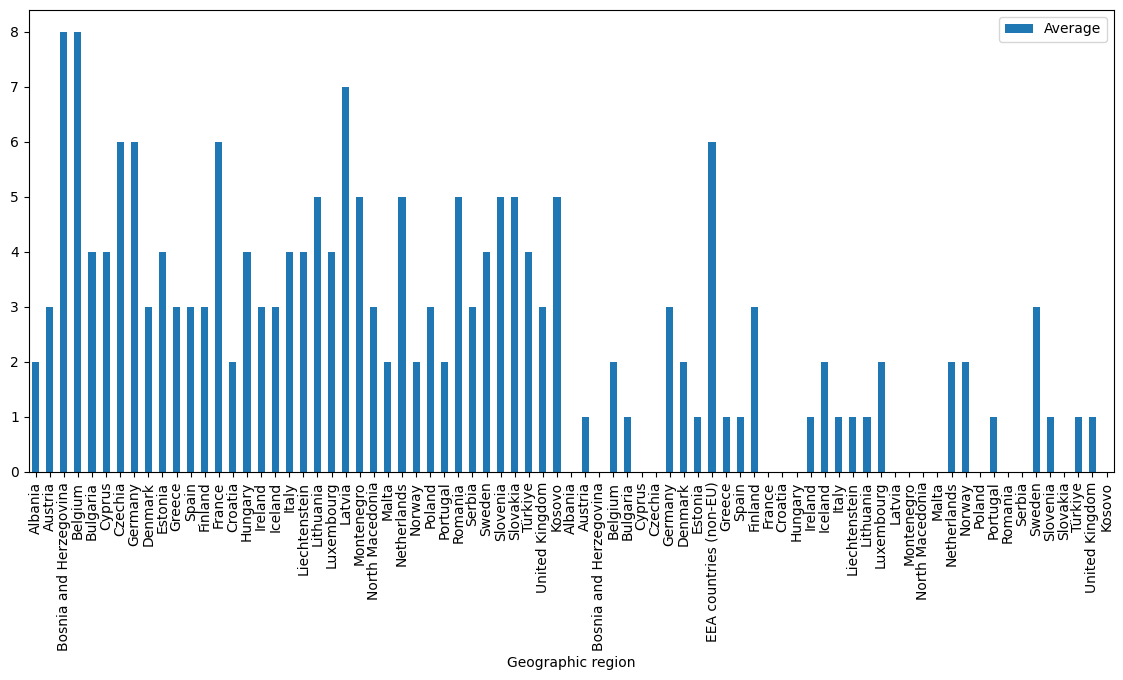 Average
8
7
6
5
4
3
2
1
0
Albania
Austria
Bosnia and Herzegovina
Belgium
Bulgaria
Cyprus
Czechia
Germany
Denmark
Estonia
Greece
Spain
Finland
France
Croatia
Hungary
Ireland
Iceland
Italy
Liechtenstein
Lithuania
Luxembourg
Latvia
Montenegro
North Macedonia
Malta
Netherlands
Norway
Poland
Portugal
Romania
Serbia
Sweden
Slovenia
Slovakia
Türkiye
United Kingdom
Kosovo
Albania
Austria
Bosnia and Herzegovina
Belgium
Bulgaria
Cyprus
Czechia
Germany
Denmark
Estonia
EEA countries (non-EU)
Greece
Spain
Finland
France
Croatia
Hungary
Ireland
Iceland
Italy
Liechtenstein
Lithuania
Luxembourg
Latvia
Montenegro
North Macedonia
Malta
Netherlands
Norway
Poland
Portugal
Romania
Serbia
Sweden
Slovenia
Slovakia
Türkiye
United Kingdom
Kosovo
Geographic region